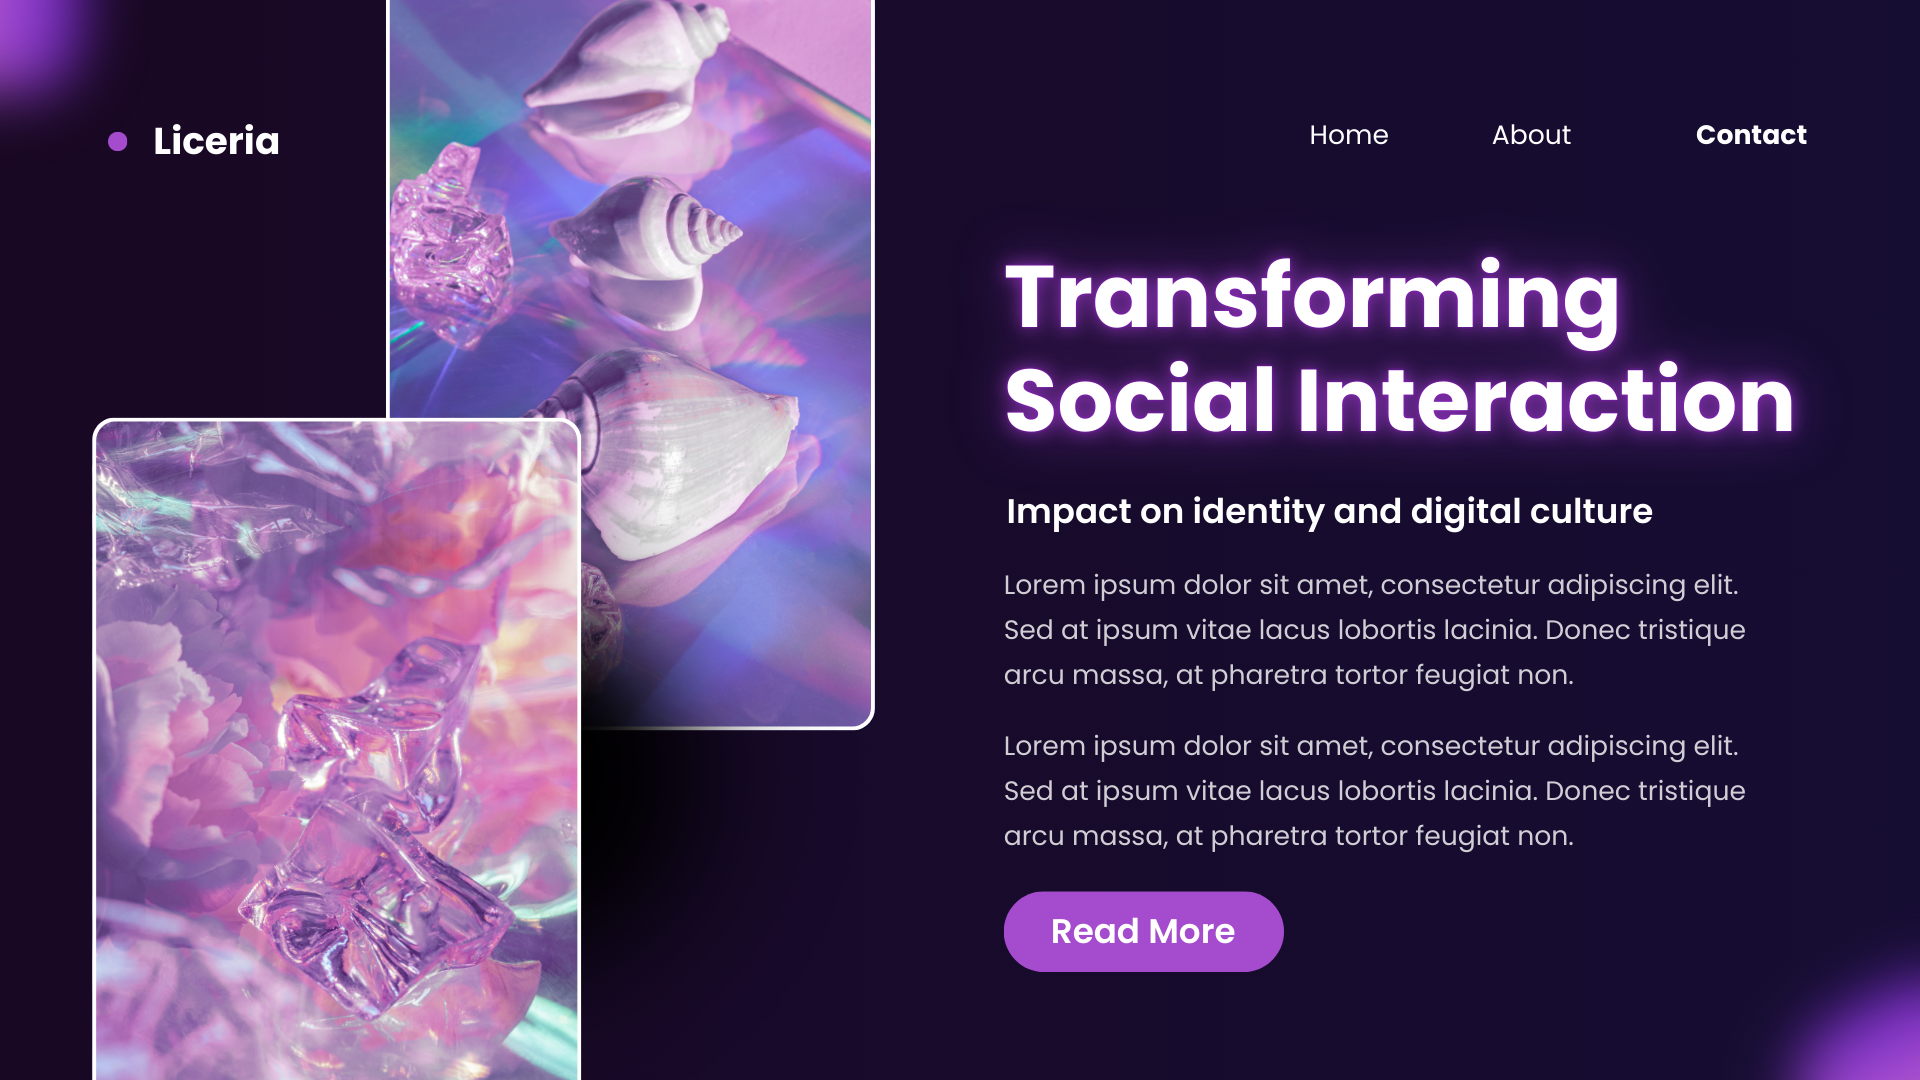 Liceria
Home
About
Contact
Transforming
Social Interaction
Impact on identity and digital culture
Lorem ipsum dolor sit amet, consectetur adipiscing elit.
Sed at ipsum vitae lacus lobortis lacinia. Donec tristique
arcu massa, at pharetra tortor feugiat non.
Lorem ipsum dolor sit amet, consectetur adipiscing elit.
Sed at ipsum vitae lacus lobortis lacinia. Donec tristique
arcu massa, at pharetra tortor feugiat non.
Read More